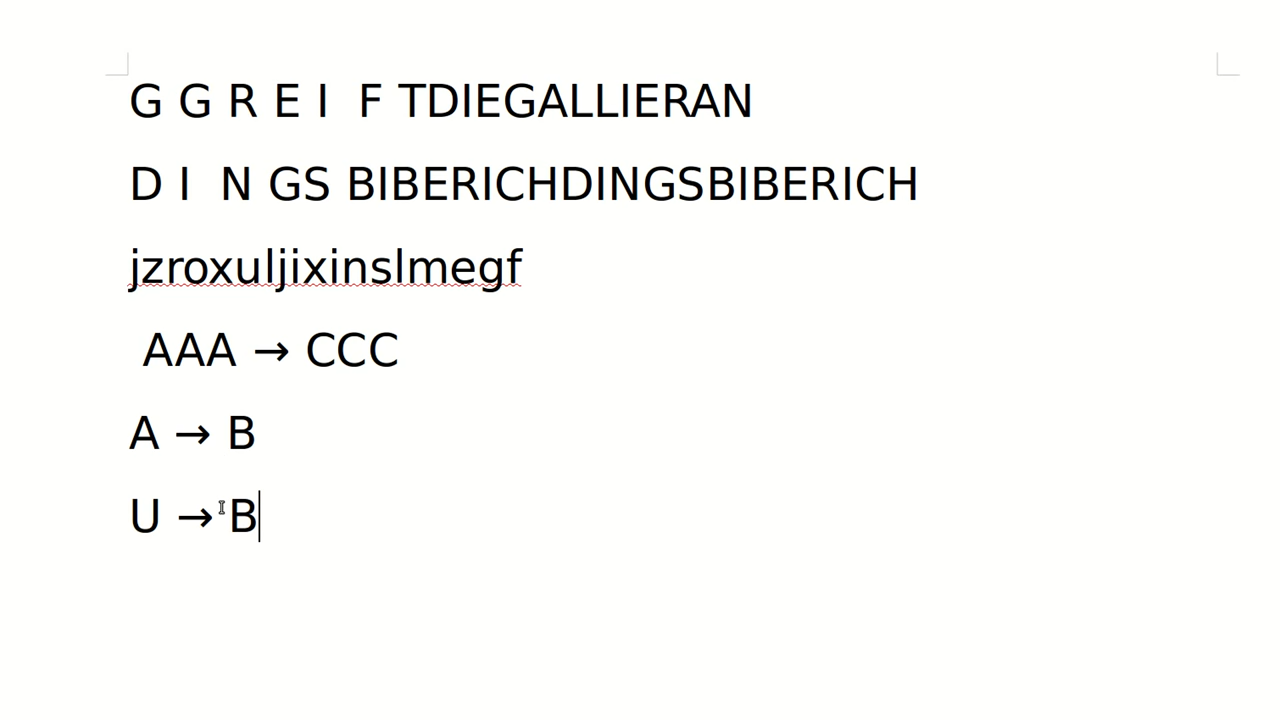 G G R E I  F TDIEGALLIERAN
D I  N GS BIBERICHDINGSBIBERICH
jzroxuljixinslmegf
AAA → CCC
A → B
U → B